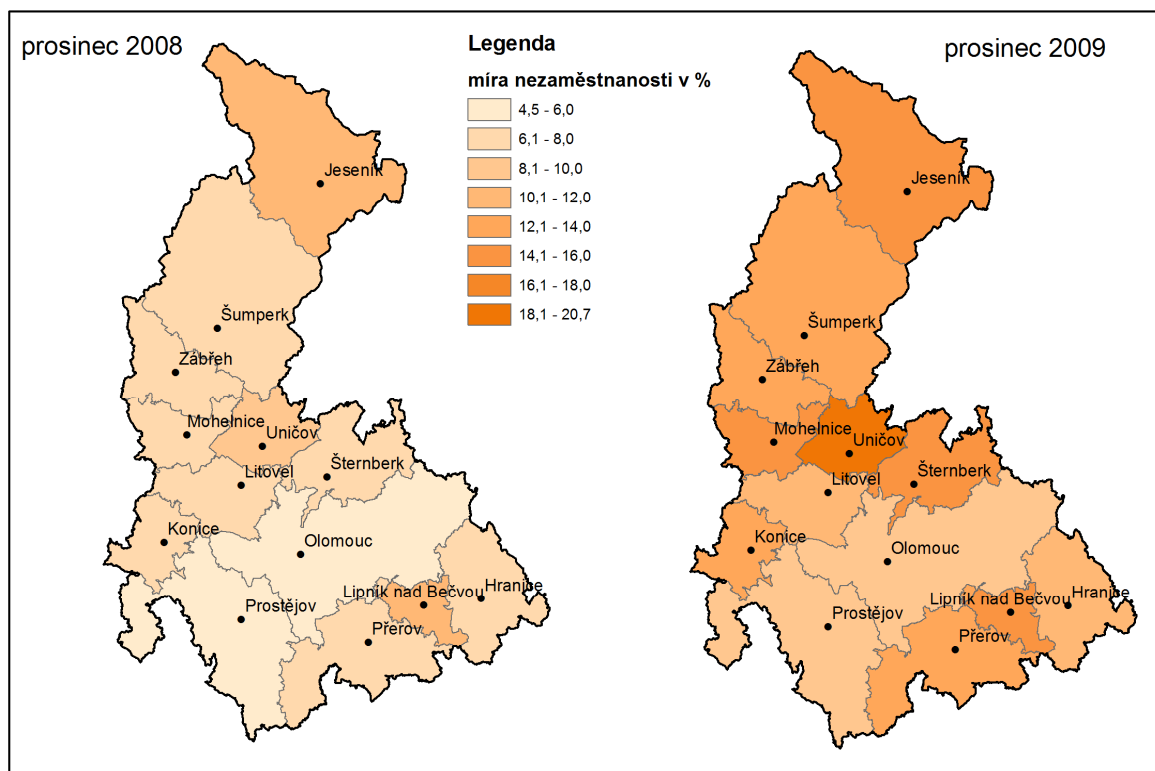 prosinec 2008
Legenda
míra nezaměstnanosti v %
4,5 - 6,0
6,1 - 8,0
8,1 - 10,0
10,1 - 12,0
12,1 - 14,0
14,1 - 16,0
16,1 - 18,0
18,1 - 20,7
prosinec 2009
Jeseník
Šumperk
Zábřeh
Mohelnice
Uničov
Litovel
Šternberk
Konice
Olomouc
Lipník nad Bečvou
Hranice
Prostějov
Přerov
Jeseník
Šumperk
Zábřeh
Mohelnice
Uničov
Litovel
Šternberk
Konice
Olomouc
Lipník nad Bečvou
Hranice
Prostějov
Přerov